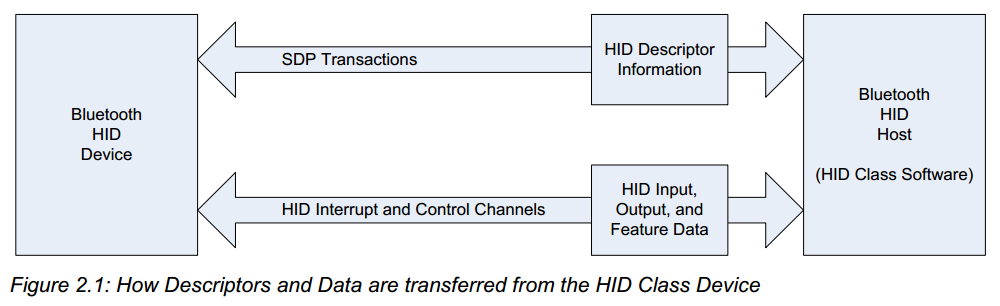 Bluetooth
HID
Device
SDP Transactions
HID Descriptor
Information
HID Interrupt and Control Channels
HID Input,
Output, and
Feature Data
Bluetooth
HID
Host
(HID Class Software)
Figure 2.1: How Descriptors and Data are transferred from the HID Class Device